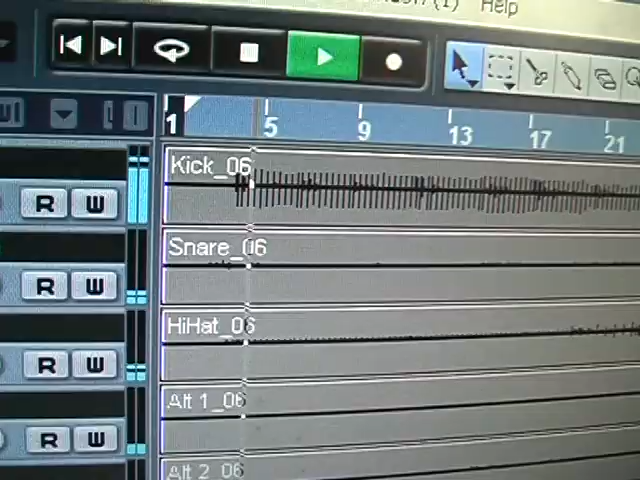 Help
1 5 9 13 17 21
Kick_06
R W
Snare_06
R W
HiHat_06
R W
Alt 1_06
R W
Alt 2_06